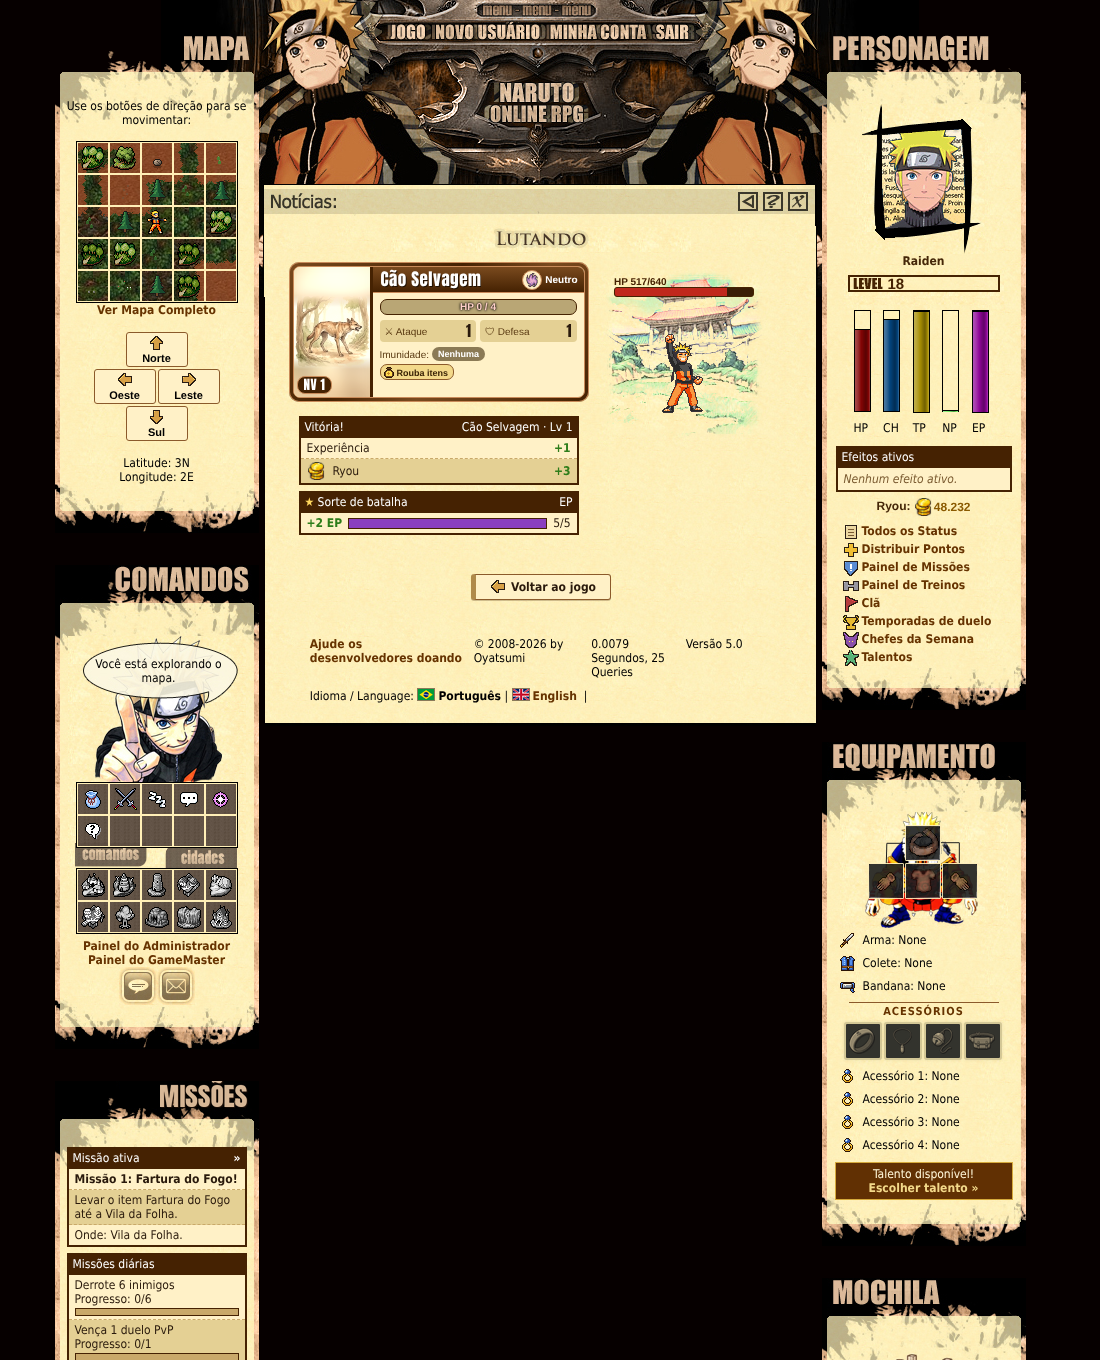 menu - menu - menu
JOGO NOVO USUÁRIO MINHA CONTA SAIR
NARUTO
ONLINE RPG
MAPA
Use os botões de direção para se
movimentar:
Ver Mapa Completo
Norte
Oeste
Leste
Sul
Latitude: 3N
Longitude: 2E
COMANDOS
Você está explorando o
mapa.
comandos
cidades
Painel do Administrador
Painel do GameMaster
MISSÕES
Missão ativa »
Missão 1: Fartura do Fogo!
Levar o item Fartura do Fogo
até a Vila da Folha.
Onde: Vila da Folha.
Missões diárias
Derrote 6 inimigos
Progresso: 0/6
Vença 1 duelo PvP
Progresso: 0/1
Notícias:
LUTANDO
Cão Selvagem
Neutro
HP 0 / 4
Ataque 1
Defesa 1
Imunidade: Nenhuma
Rouba itens
NV 1
HP 517/640
Vitória! Cão Selvagem · Lv 1
Experiência +1
Ryou +3
★ Sorte de batalha EP
+2 EP 5/5
Voltar ao jogo
Ajude os
desenvolvedores doando
© 2008-2026 by
Oyatsumi
0.0079
Segundos, 25
Queries
Versão 5.0
Idioma / Language: Português | English |
PERSONAGEM
Raiden
LEVEL 18
HP CH TP NP EP
Efeitos ativos
Nenhum efeito ativo.
Ryou: 48.232
Todos os Status
Distribuir Pontos
Painel de Missões
Painel de Treinos
Clã
Temporadas de duelo
Chefes da Semana
Talentos
EQUIPAMENTO
Arma: None
Colete: None
Bandana: None
ACESSÓRIOS
Acessório 1: None
Acessório 2: None
Acessório 3: None
Acessório 4: None
Talento disponível!
Escolher talento »
MOCHILA